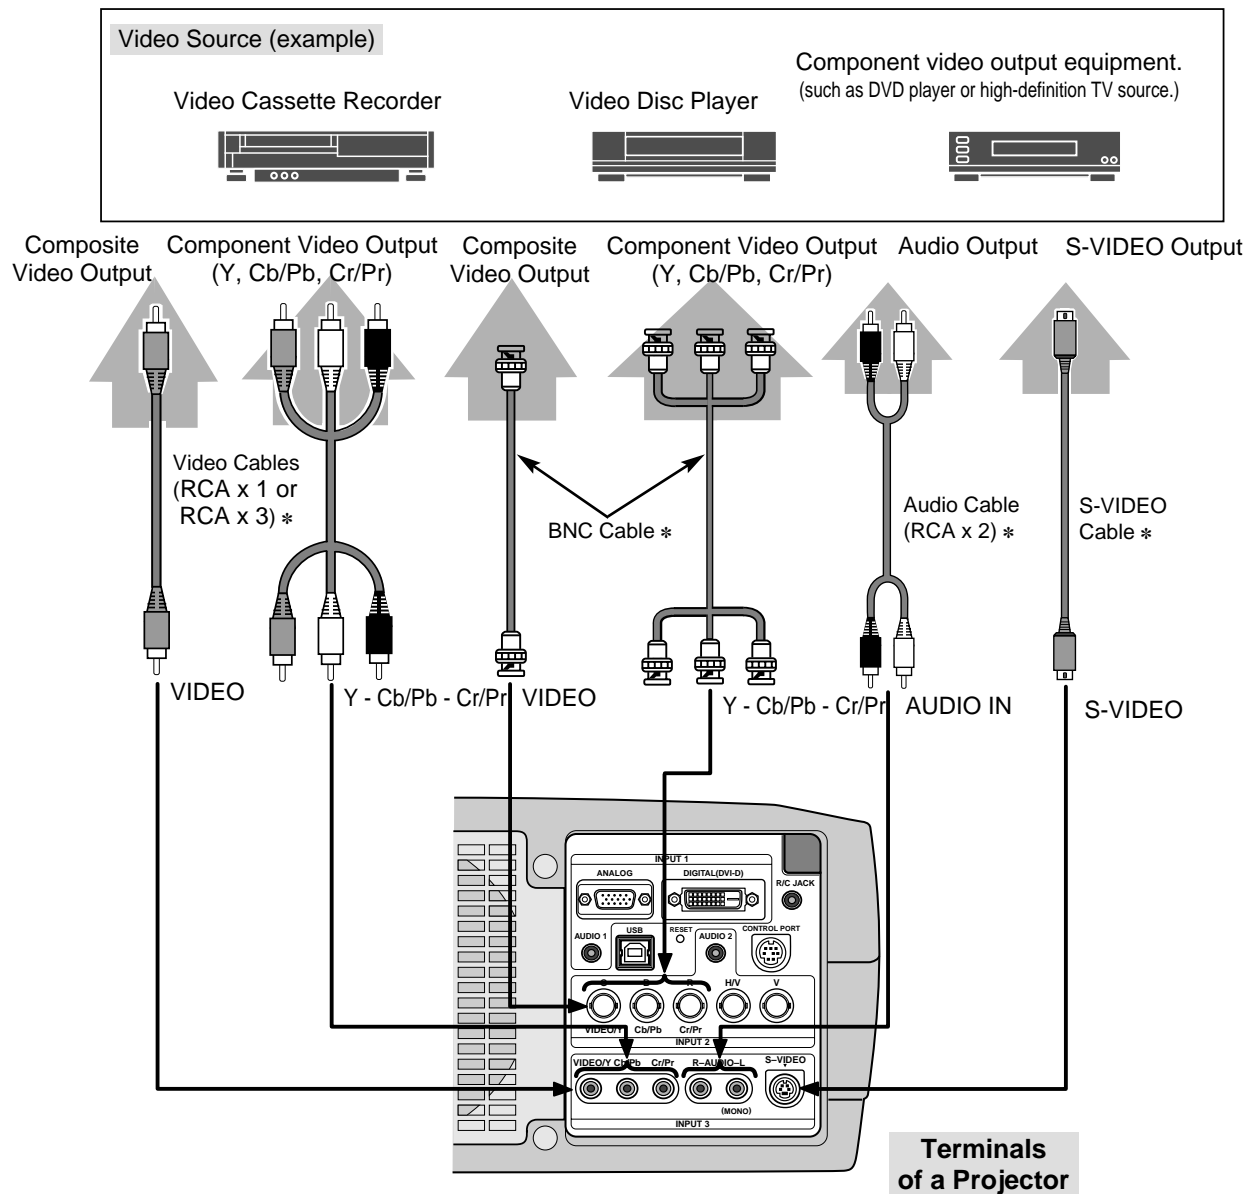 Video Source (example)
Component video output equipment.
(such as DVD player or high-definition TV source.)
Video Cassette Recorder
Video Disc Player
Composite
Video Output
Component Video Output
(Y, Cb/Pb, Cr/Pr)
Composite
Video Output
Component Video Output
(Y, Cb/Pb, Cr/Pr)
Audio Output
S-VIDEO Output
Video Cables
(RCA x 1 or
RCA x 3) ✻
BNC Cable ✻
Audio Cable
(RCA x 2) ✻
S-VIDEO
Cable ✻
VIDEO
Y - Cb/Pb - Cr/Pr
VIDEO
Y - Cb/Pb - Cr/Pr
AUDIO IN
S-VIDEO
INPUT 1
ANALOG
DIGITAL(DVI-D)
R/C JACK
AUDIO 1
USB
RESET
AUDIO 2
CONTROL PORT
H/V
V
VIDEO/Y
Cb/Pb
Cr/Pr
INPUT 2
VIDEO/Y
Cb/Pb
Cr/Pr
R–AUDIO–L
S–VIDEO
(MONO)
INPUT 3
Terminals
of a Projector